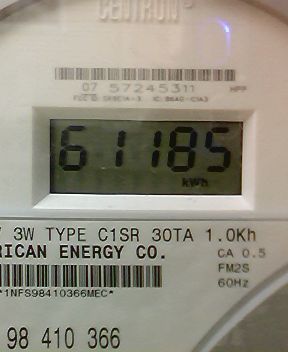 CENTRON
07 57245311 HPP
61185
kWh
3W TYPE C1SR 30TA 1.0Kh
RICAN ENERGY CO. CA 0.5
FM2S
60Hz
*1NFS98410366MEC*
98 410 366